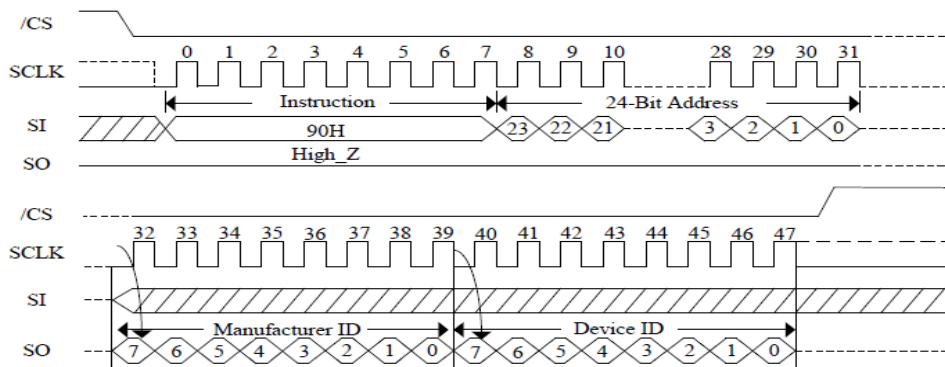 /CS
0 1 2 3 4 5 6 7 8 9 10 28 29 30 31
SCLK
Instruction 24-Bit Address
SI 90H 23 22 21 3 2 1 0
High_Z
SO
/CS
32 33 34 35 36 37 38 39 40 41 42 43 44 45 46 47
SCLK
SI
Manufacturer ID Device ID
SO 7 6 5 4 3 2 1 0 7 6 5 4 3 2 1 0